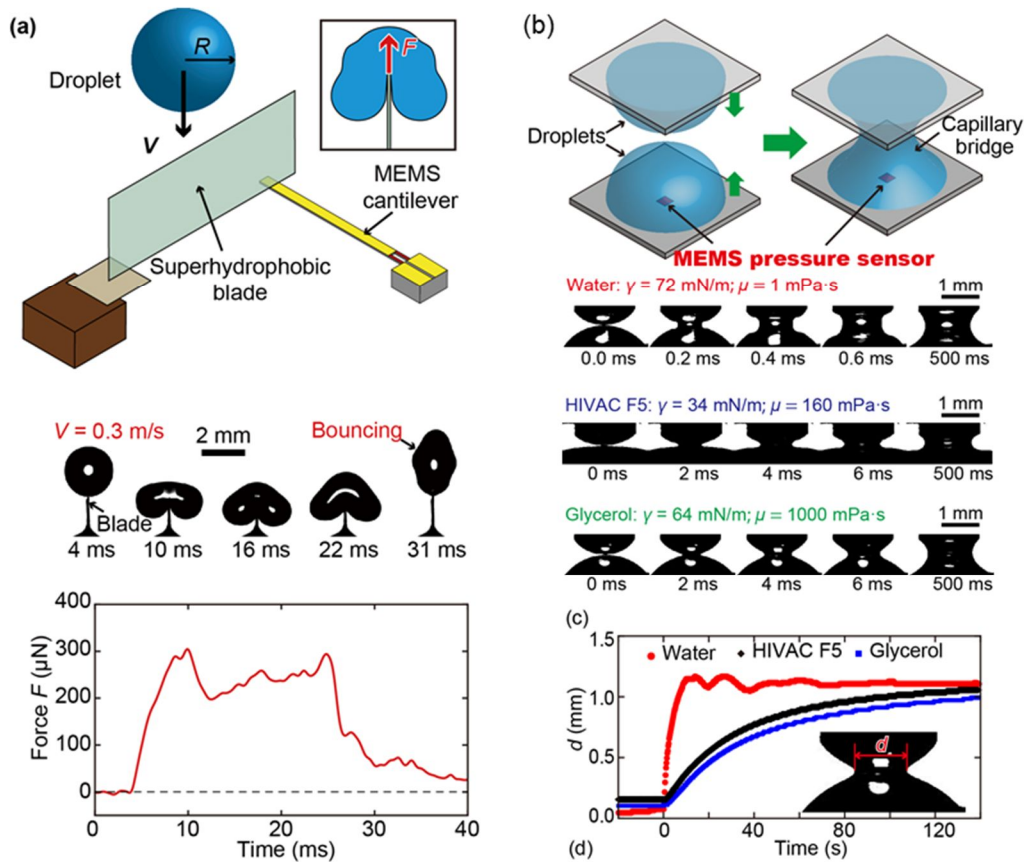 (a)
R
Droplet
V
F
MEMS
cantilever
Superhydrophobic
blade
V = 0.3 m/s
2 mm
Bouncing
Blade
4 ms
10 ms
16 ms
22 ms
31 ms
400
300
200
100
0
Force F (µN)
0
10
20
30
40
Time (ms)
(b)
Droplets
Capillary
bridge
MEMS pressure sensor
Water: γ = 72 mN/m; μ = 1 mPa·s
1 mm
0.0 ms
0.2 ms
0.4 ms
0.6 ms
500 ms
HIVAC F5: γ = 34 mN/m; μ = 160 mPa·s
1 mm
0 ms
2 ms
4 ms
6 ms
500 ms
Glycerol: γ = 64 mN/m; μ = 1000 mPa·s
1 mm
0 ms
2 ms
4 ms
6 ms
500 ms
(c)
1.5
1.0
0.5
0.0
d (mm)
Water
HIVAC F5
Glycerol
d
0
40
80
120
Time (s)
(d)